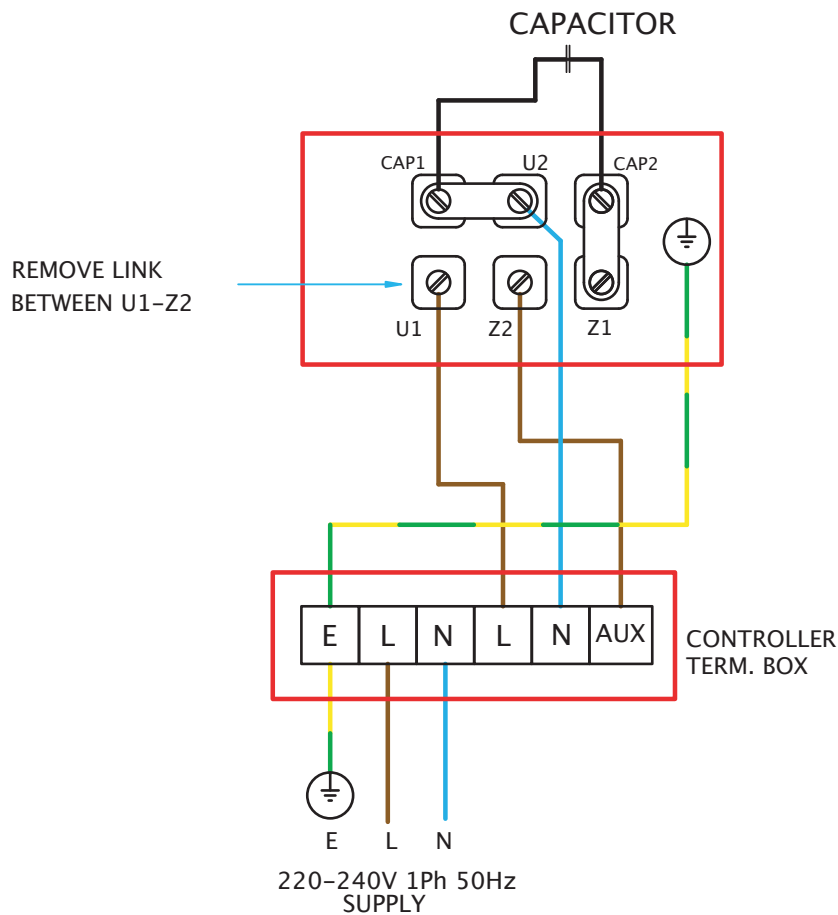 CAPACITOR
CAP1
U2
CAP2
REMOVE LINK
BETWEEN U1-Z2
U1
Z2
Z1
E L N L N AUX
CONTROLLER
TERM. BOX
E L N
220-240V 1Ph 50Hz
SUPPLY